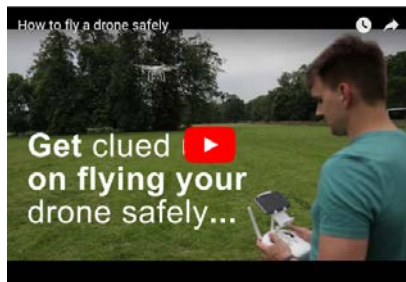 How to fly a drone safely
Get clued
on flying your
drone safely...